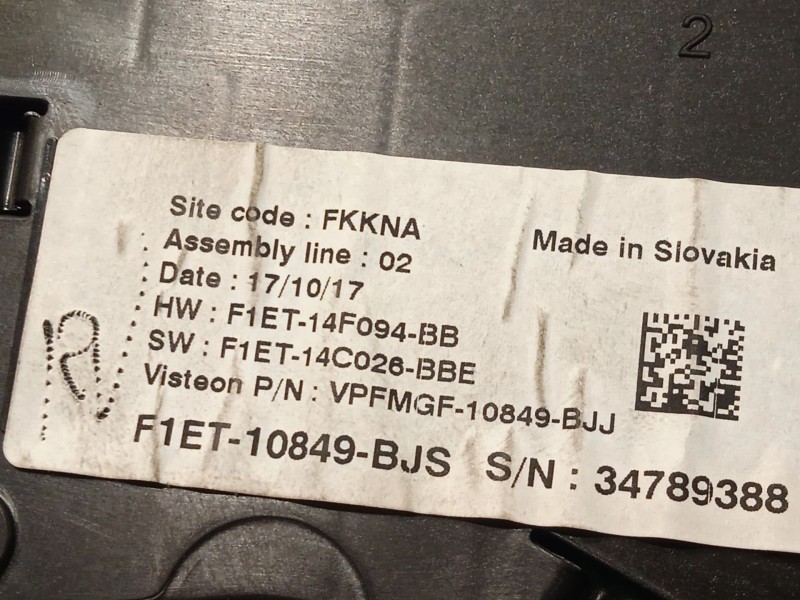 2
Site code : FKKNA
Made in Slovakia
Assembly line : 02
Date : 17/10/17
HW : F1ET-14F094-BB
SW : F1ET-14C026-BBE
Visteon P/N : VPFMGF-10849-BJJ
F1ET-10849-BJS S/N : 34789388